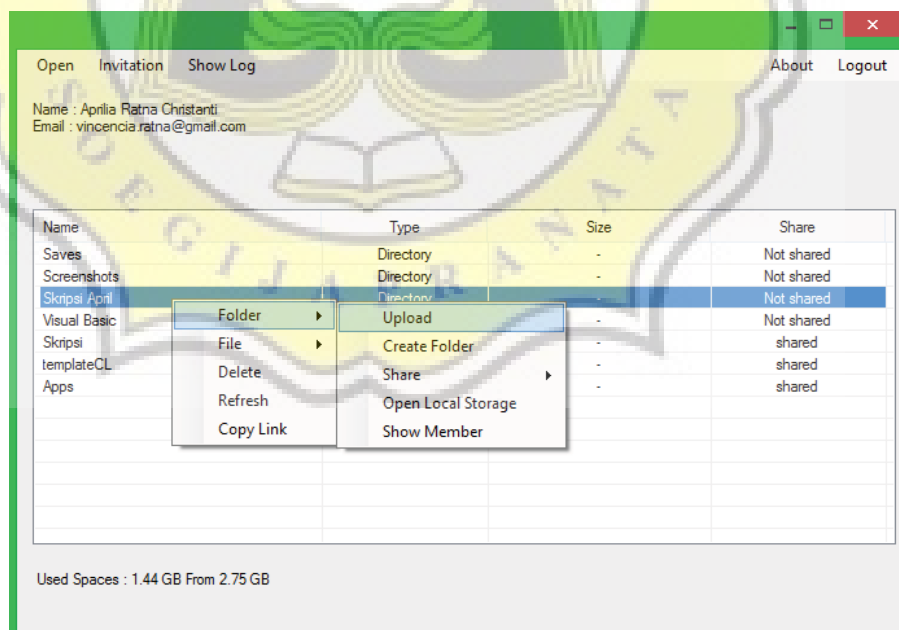 Open Invitation Show Log About Logout
Name : Aprilia Ratna Christanti
Email : vincencia.ratna@gmail.com
Name Type Size Share
Saves Directory - Not shared
Screenshots Directory - Not shared
Skripsi April Directory - Not shared
Visual Basic - Not shared
Skripsi - shared
templateCL - shared
Apps - shared
Folder
File
Delete
Refresh
Copy Link
Upload
Create Folder
Share
Open Local Storage
Show Member
Used Spaces : 1.44 GB From 2.75 GB
SOEGIJAPRANATA